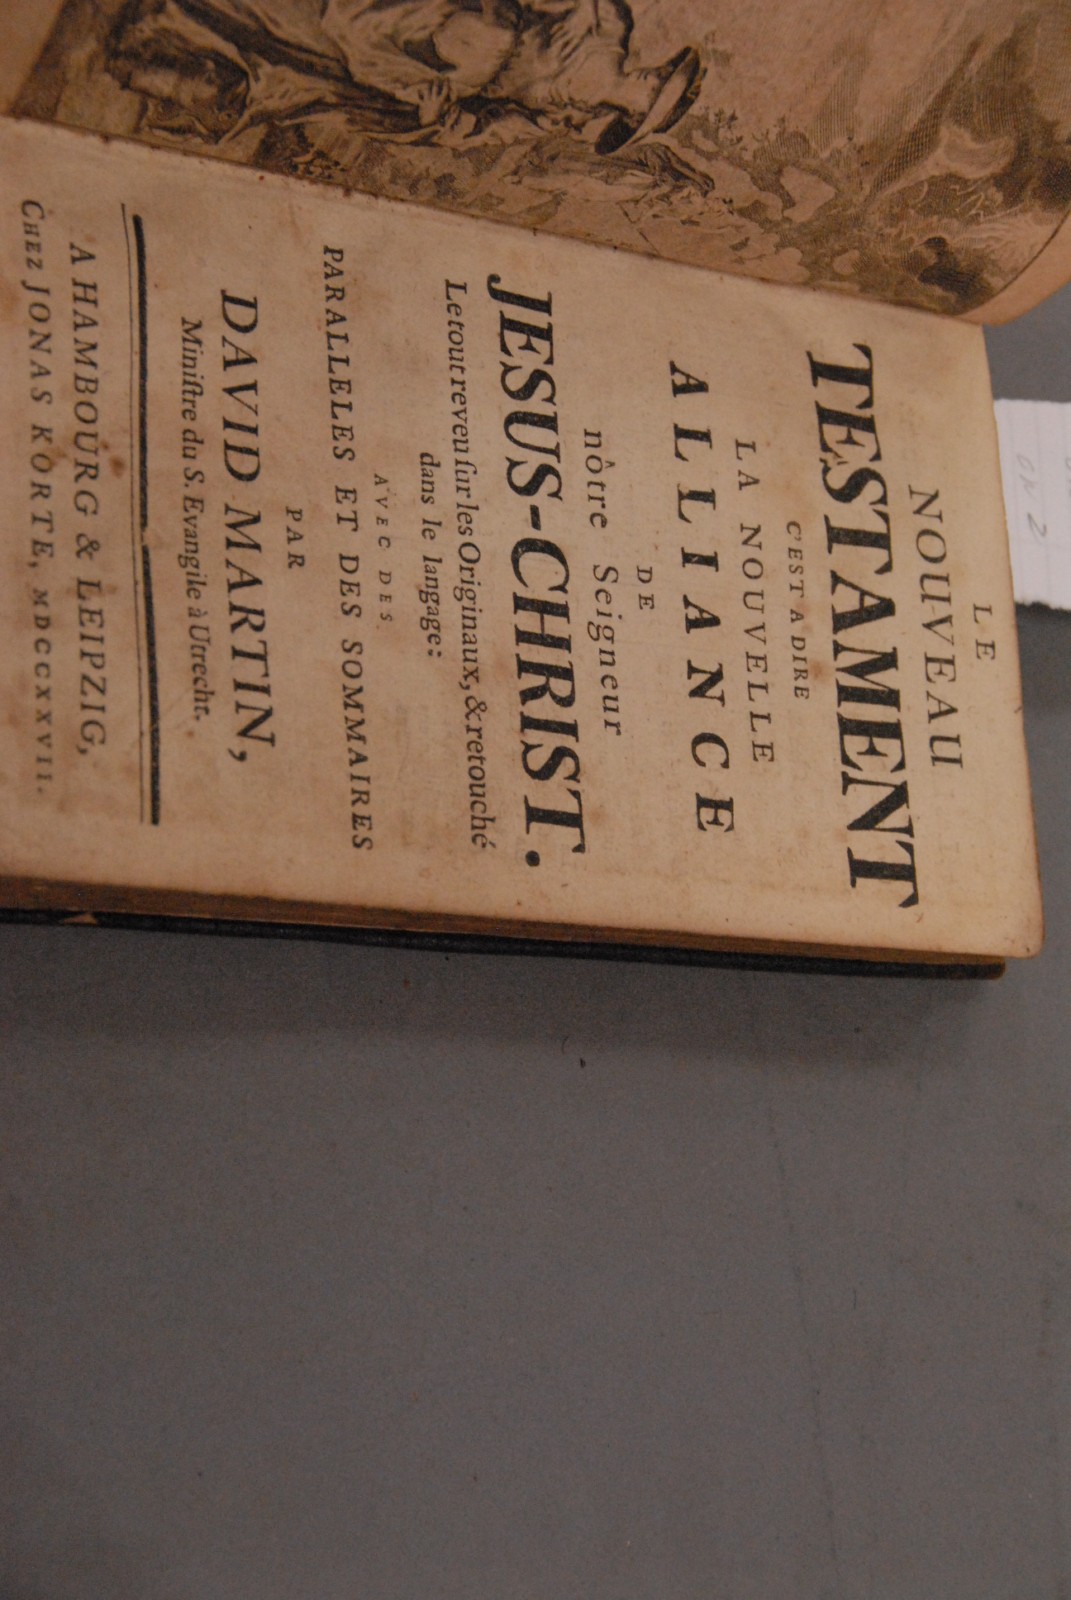 LE
NOUVEAU
TESTAMENT
C'EST A DIRE
LA NOUVELLE
ALLIANCE
DE
nôtre Seigneur
JESUS-CHRIST.
Le tout reveu ſur les Originaux, & retouché
dans le langage:
AVEC DES
PARALLELES ET DES SOMMAIRES
PAR
DAVID MARTIN,
Miniſtre du S. Evangile à Utrecht.
A HAMBOURG & LEIPZIG,
CHEZ JONAS KORTE, MDCCXXVII.